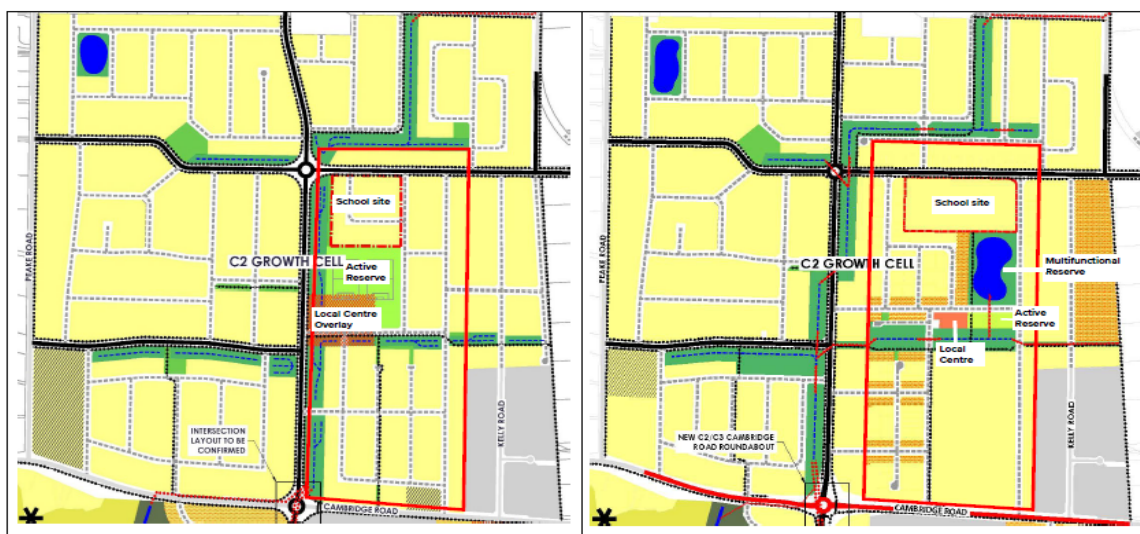 School site
C2 GROWTH CELL
PEAKE ROAD
Active
Reserve
Local Centre
Overlay
KELLY ROAD
INTERSECTION
LAYOUT TO BE
CONFIRMED
CAMBRIDGE ROAD
School site
Multifunctional
Reserve
C2 GROWTH CELL
PEAKE ROAD
Active
Reserve
Local
Centre
KELLY ROAD
NEW C2/C3 CAMBRIDGE
ROAD ROUNDABOUT
CAMBRIDGE ROAD